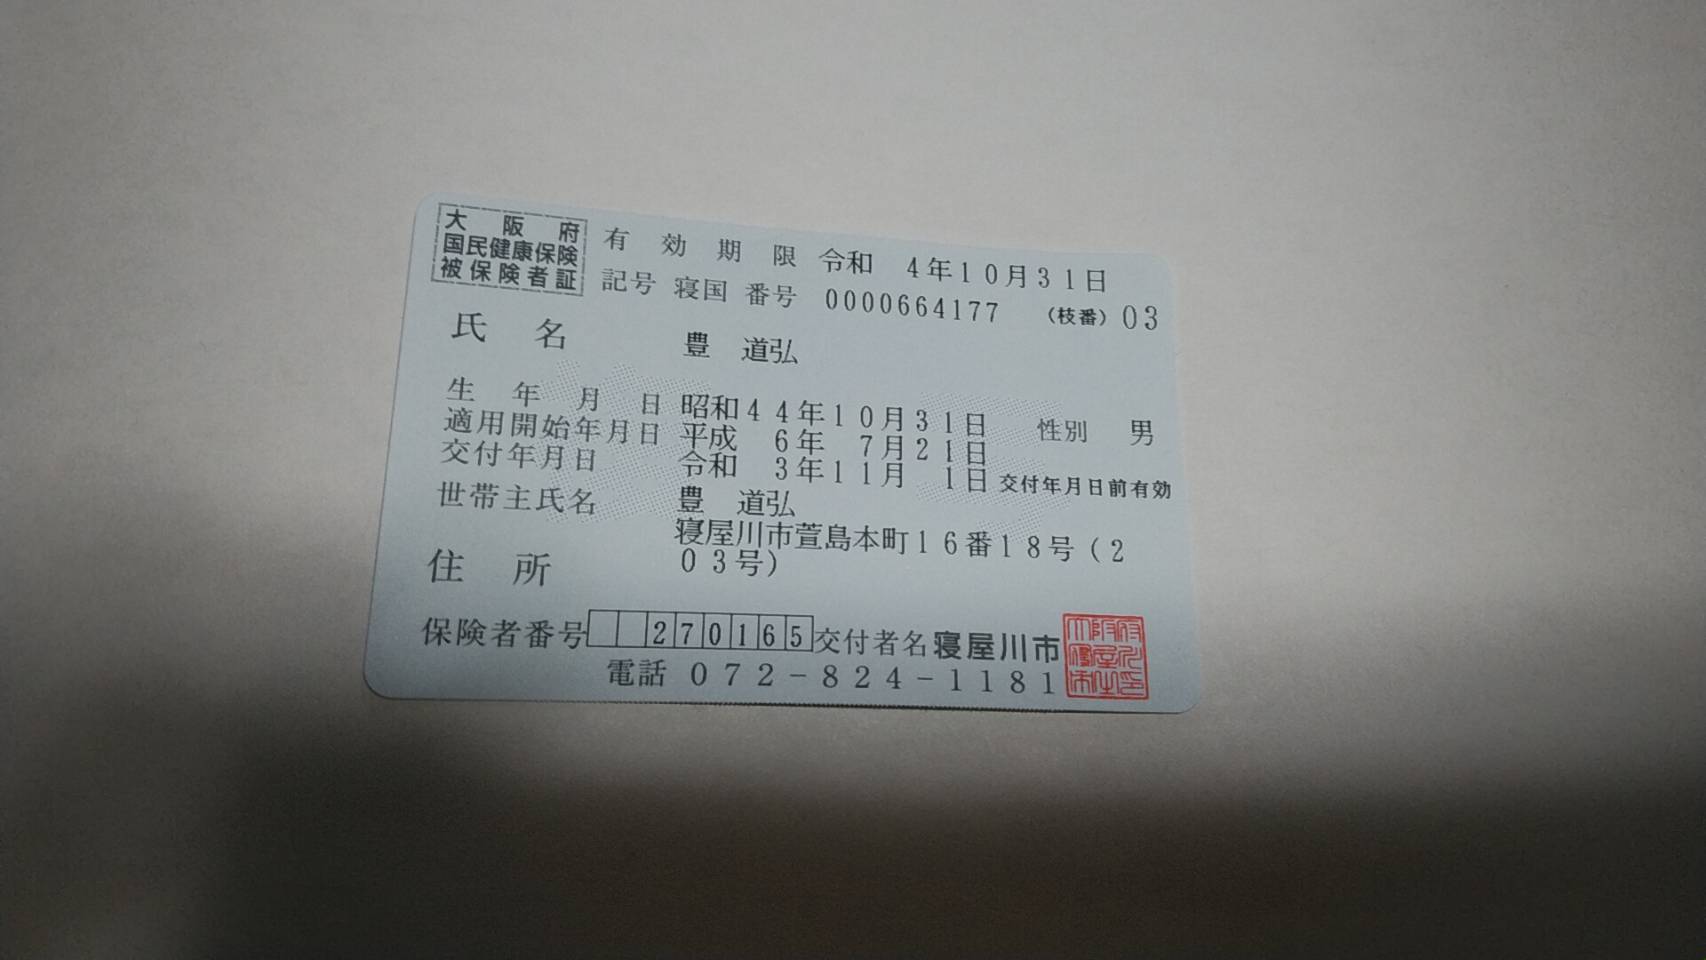 大阪府
国民健康保険
被保険者証
有効期限 令和 4年10月31日
記号 寝国 番号 0000664177 (枝番) 03
氏名 豊 道弘
生年月日 昭和44年10月31日 性別 男
適用開始年月日 平成 6年 7月21日
交付年月日 令和 3年11月 1日 交付年月日前有効
世帯主氏名 豊 道弘
住所 寝屋川市萱島本町16番18号(2
03号)
保険者番号 270165 交付者名 寝屋川市
電話 072-824-1181